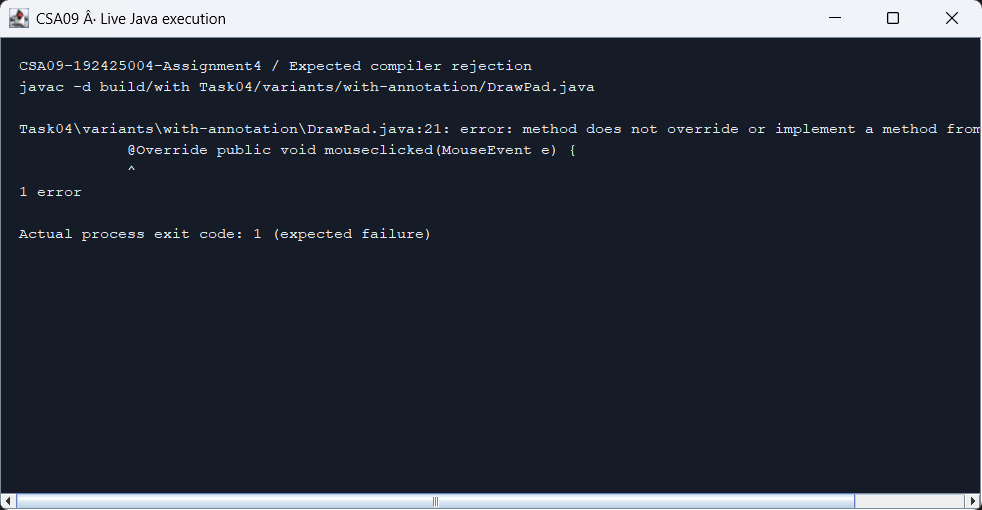 CSA09 Â· Live Java execution
CSA09-192425004-Assignment4 / Expected compiler rejection
javac -d build/with Task04/variants/with-annotation/DrawPad.java
Task04\variants\with-annotation\DrawPad.java:21: error: method does not override or implement a method from
@Override public void mouseclicked(MouseEvent e) {
^
1 error
Actual process exit code: 1 (expected failure)